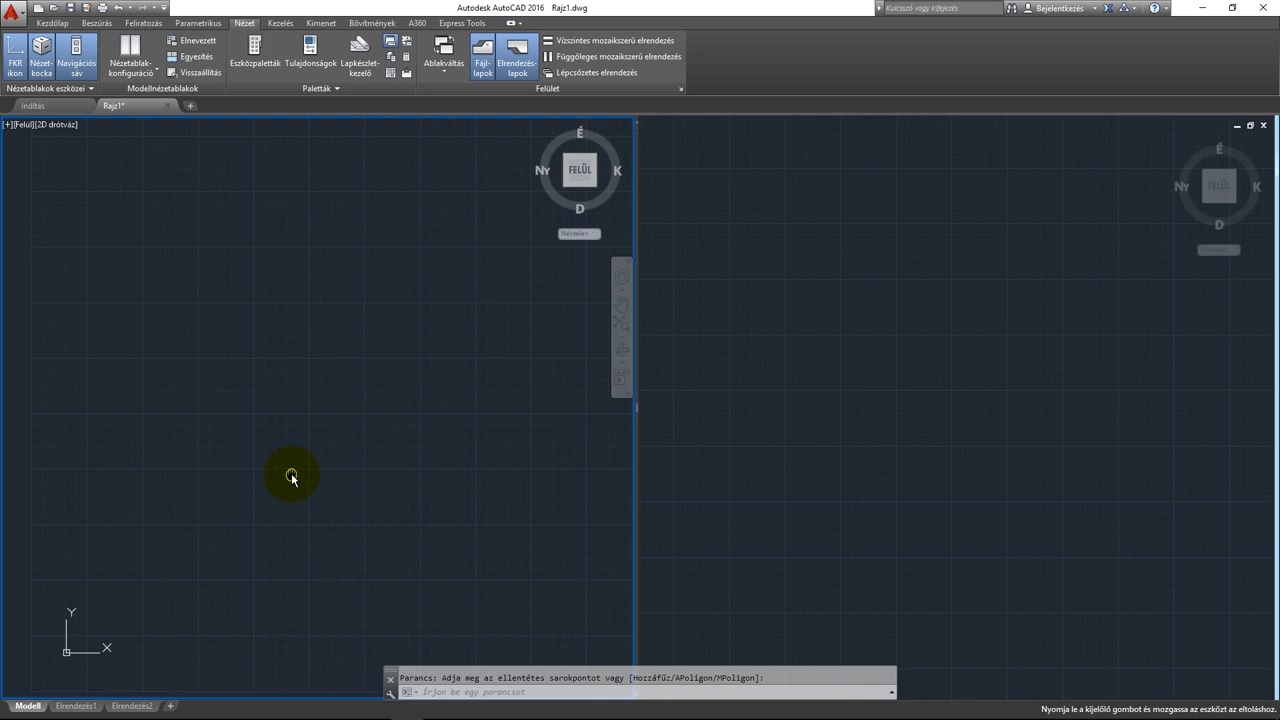 Autodesk AutoCAD 2016 Rajz1.dwg
Kulcsszó vagy kifejezés
Bejelentkezés
Kezdőlap Beszúrás Feliratozás Parametrikus Nézet Kezelés Kimenet Bővítmények A360 Express Tools
FKR ikon
Nézet-kocka
Navigációs sáv
Nézetablak-konfiguráció
Elnevezett
Egyesítés
Visszaállítás
Eszközpaletták
Tulajdonságok
Lapkészlet-kezelő
Ablakváltás
Fájl-lapok
Elrendezés-lapok
Vízszintes mozaikszerű elrendezés
Függőleges mozaikszerű elrendezés
Lépcsőzetes elrendezés
Nézetablakok eszközei Modellnézetablakok Paletták Felület
Indítás Rajz1*
[+][Felül][2D drótváz]
É
NY FELÜL K
D
Névtelen
É
NY FELÜL K
D
Y
X
Parancs: Adja meg az ellentétes sarokpontot vagy [Hozzáfűz/APoligon/MPoligon]:
Írjon be egy parancsot
Modell Elrendezés1 Elrendezés2
Nyomja le a kijelölő gombot és mozgassa az eszközt az eltoláshoz.